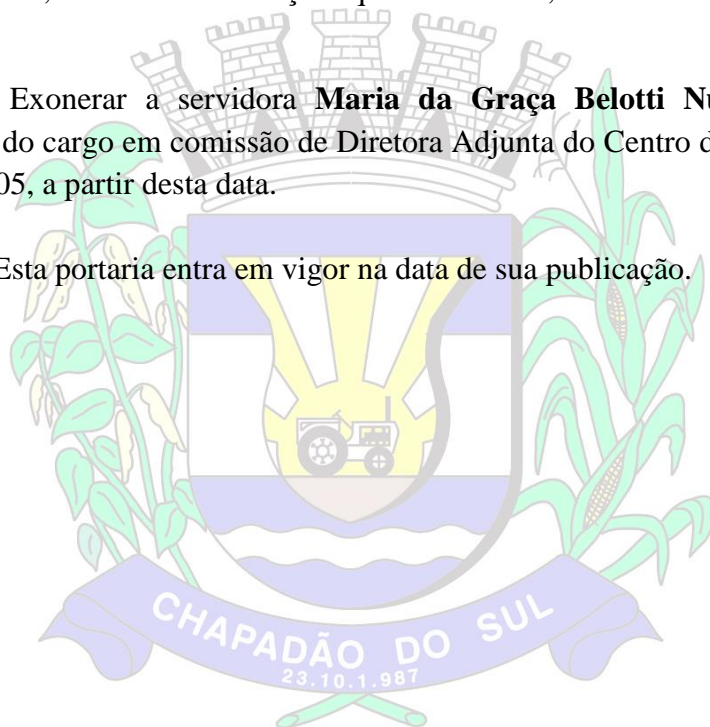 Exonerar a servidora Maria da Graça Belotti
do cargo em comissão de Diretora Adjunta do Centro
05, a partir desta data.
Esta portaria entra em vigor na data de sua publicação.
CHAPADÃO DO SUL
23.10.1.987